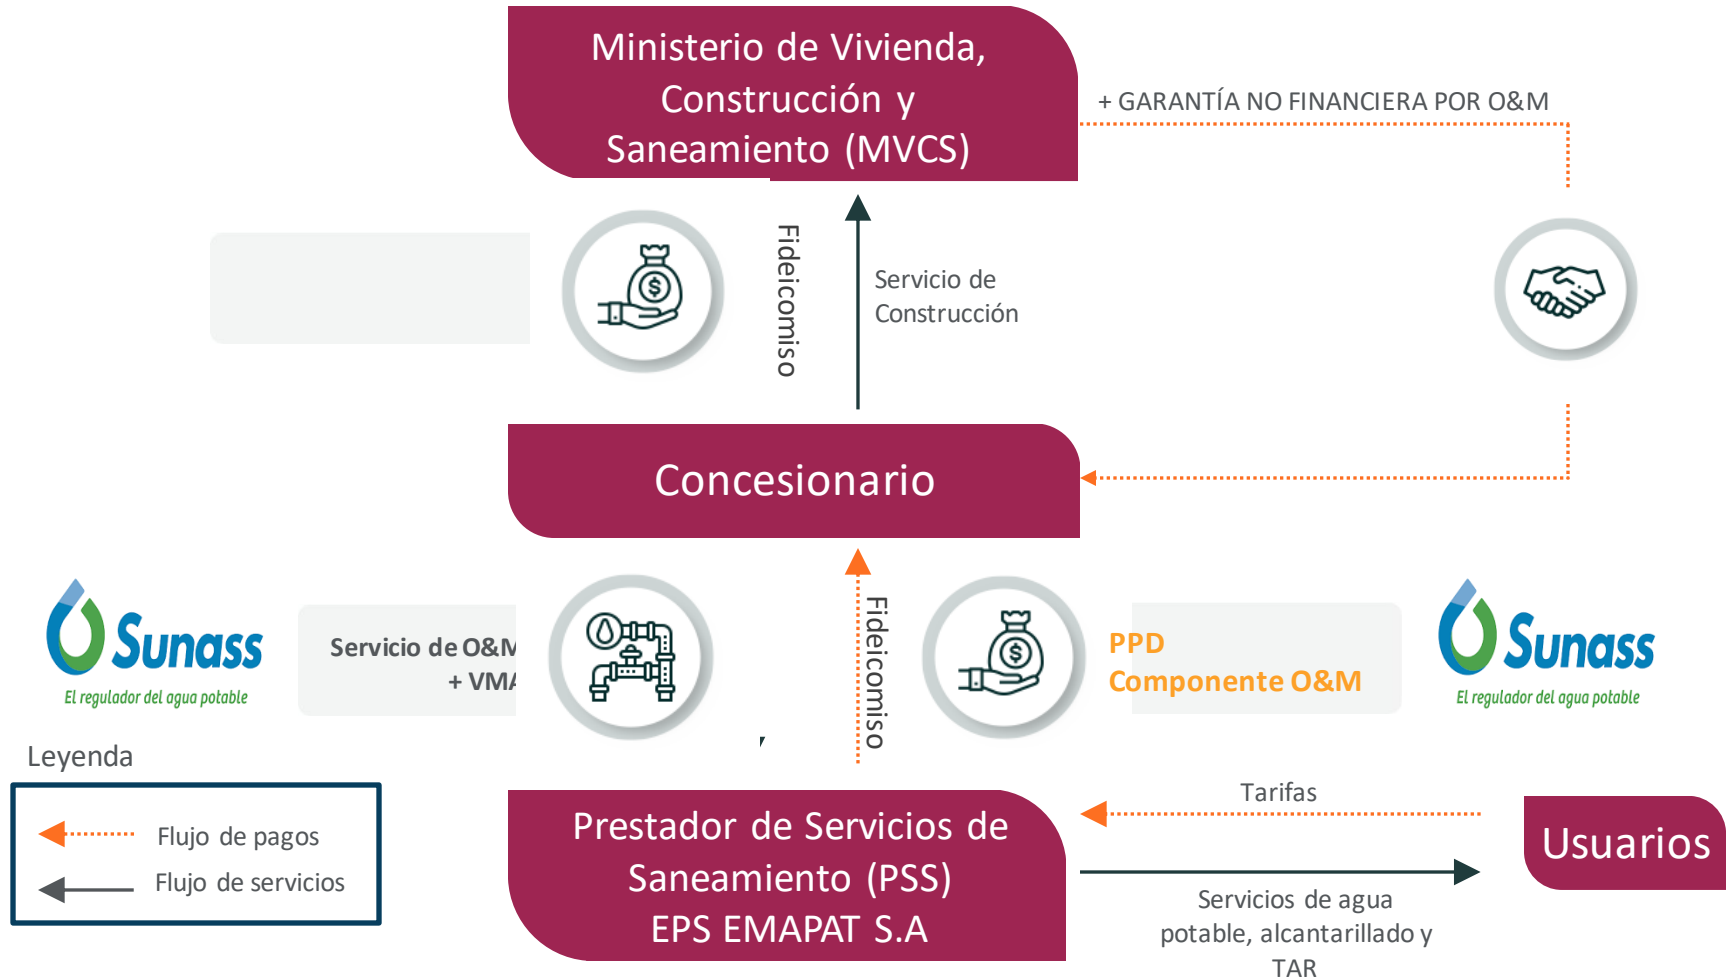 Ministerio de Vivienda,
Construcción y
Saneamiento (MVCS)
+ GARANTÍA NO FINANCIERA POR O&M
Fideicomiso
Servicio de
Construcción
Concesionario
Sunass
El regulador del agua potable
Servicio de O&M
+ VMA
Fideicomiso
PPD
Componente O&M
Sunass
El regulador del agua potable
Leyenda
Flujo de pagos
Flujo de servicios
Prestador de Servicios de
Saneamiento (PSS)
EPS EMAPAT S.A
Tarifas
Usuarios
Servicios de agua
potable, alcantarillado y
TAR